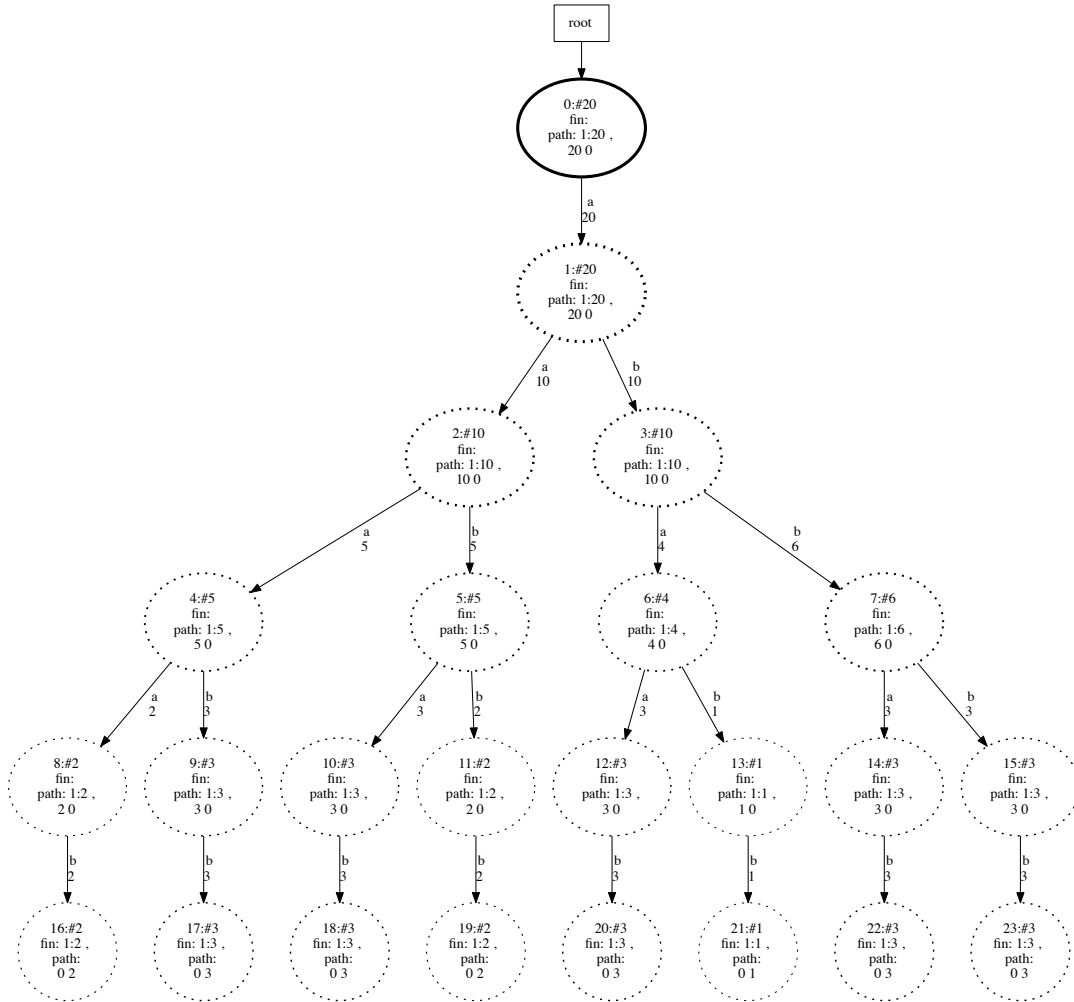 root
0:#20
fin:
path: 1:20 ,
20 0
a
20
1:#20
fin:
path: 1:20 ,
20 0
a
10
b
10
2:#10
fin:
path: 1:10 ,
10 0
3:#10
fin:
path: 1:10 ,
10 0
a
5
b
5
a
4
b
6
4:#5
fin:
path: 1:5 ,
5 0
5:#5
fin:
path: 1:5 ,
5 0
6:#4
fin:
path: 1:4 ,
4 0
7:#6
fin:
path: 1:6 ,
6 0
a
2
b
3
a
3
b
2
a
3
b
1
a
3
b
3
8:#2
fin:
path: 1:2 ,
2 0
9:#3
fin:
path: 1:3 ,
3 0
10:#3
fin:
path: 1:3 ,
3 0
11:#2
fin:
path: 1:2 ,
2 0
12:#3
fin:
path: 1:3 ,
3 0
13:#1
fin:
path: 1:1 ,
1 0
14:#3
fin:
path: 1:3 ,
3 0
15:#3
fin:
path: 1:3 ,
3 0
b
2
b
3
b
3
b
2
b
3
b
1
b
3
b
3
16:#2
fin: 1:2 ,
path:
0 2
17:#3
fin: 1:3 ,
path:
0 3
18:#3
fin: 1:3 ,
path:
0 3
19:#2
fin: 1:2 ,
path:
0 2
20:#3
fin: 1:3 ,
path:
0 3
21:#1
fin: 1:1 ,
path:
0 1
22:#3
fin: 1:3 ,
path:
0 3
23:#3
fin: 1:3 ,
path:
0 3